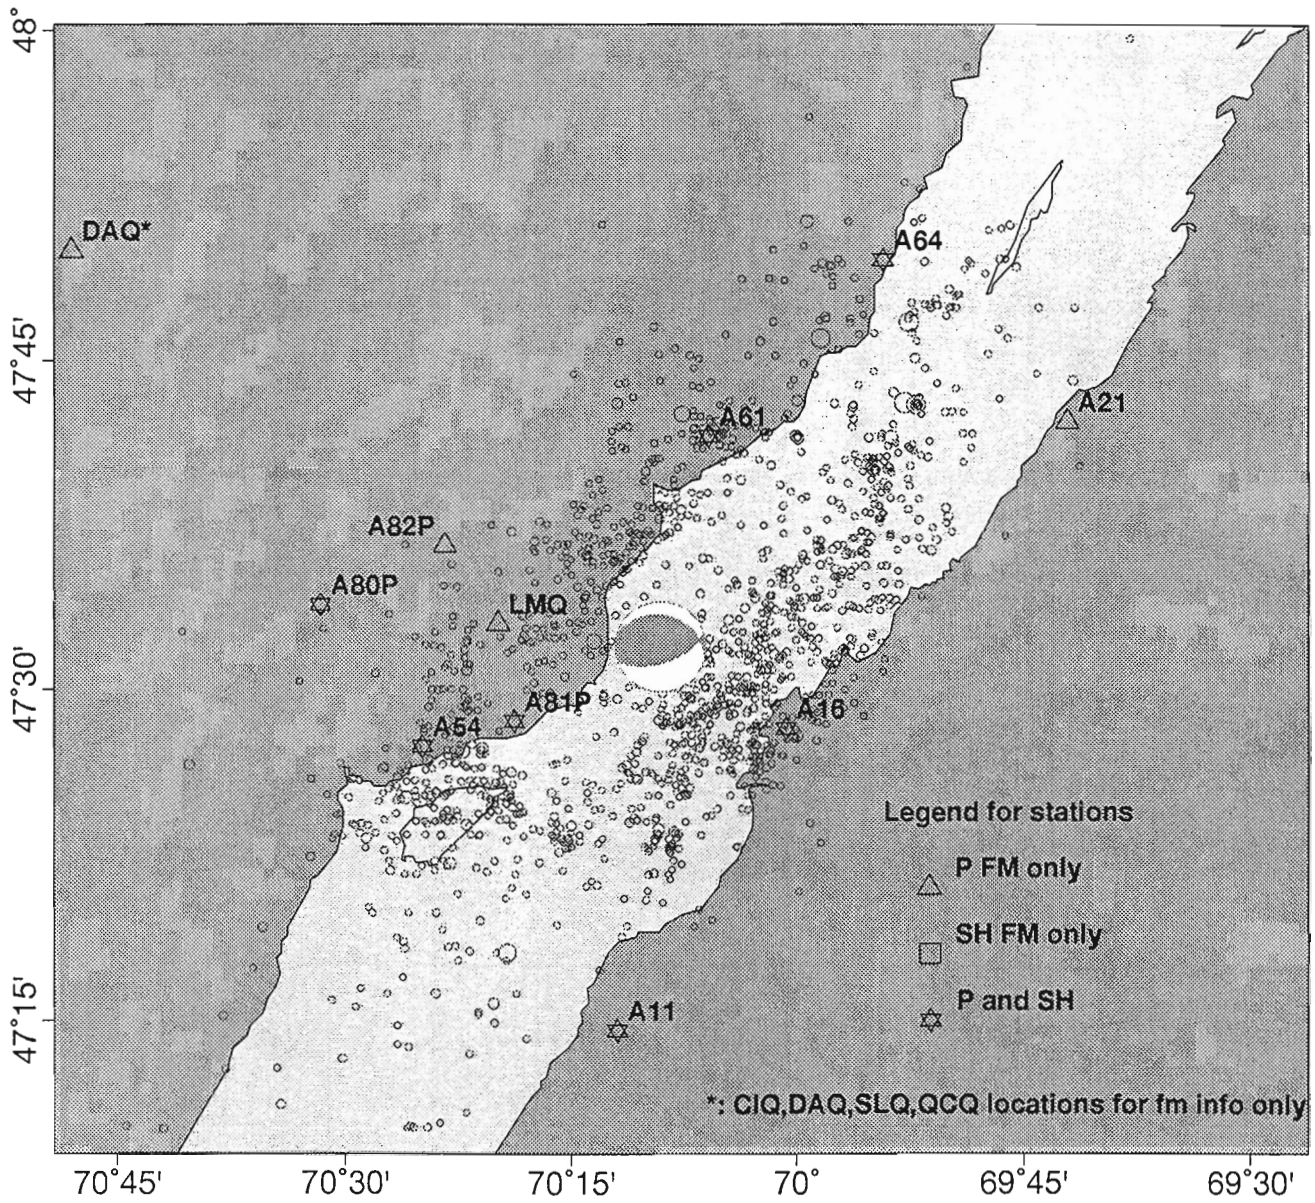 48°
DAQ*
A64
47°45'
A61
A21
A82P
A80P
LMQ
47°30'
A81P
A54
A16
Legend for stations
P FM only
SH FM only
P and SH
47°15'
A11
*: CIQ,DAQ,SLQ,QCQ locations for fm info only
70°45'
70°30'
70°15'
70°
69°45'
69°30'